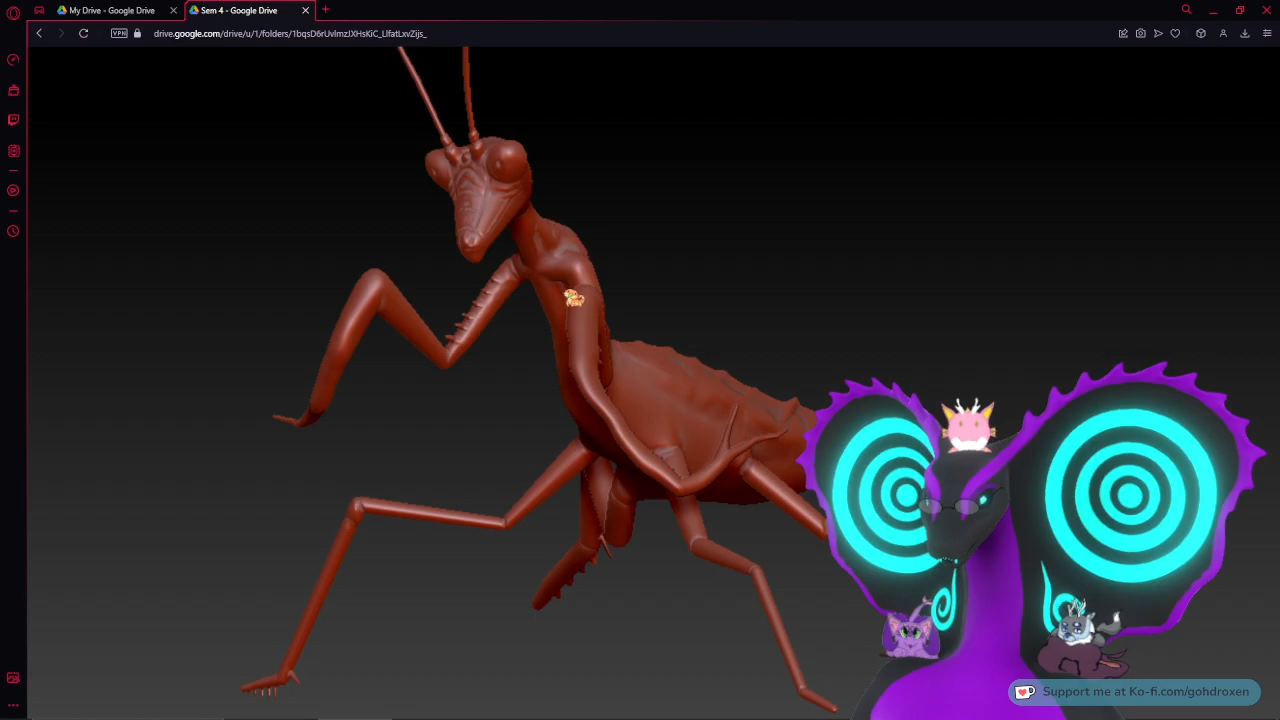 My Drive - Google Drive
Sem 4 - Google Drive
VPN
drive.google.com/drive/u/1/folders/1bqsD6rUvlmzJXHsKiC_LlfatLxvZijs_
Support me at Ko-fi.com/gohdroxen